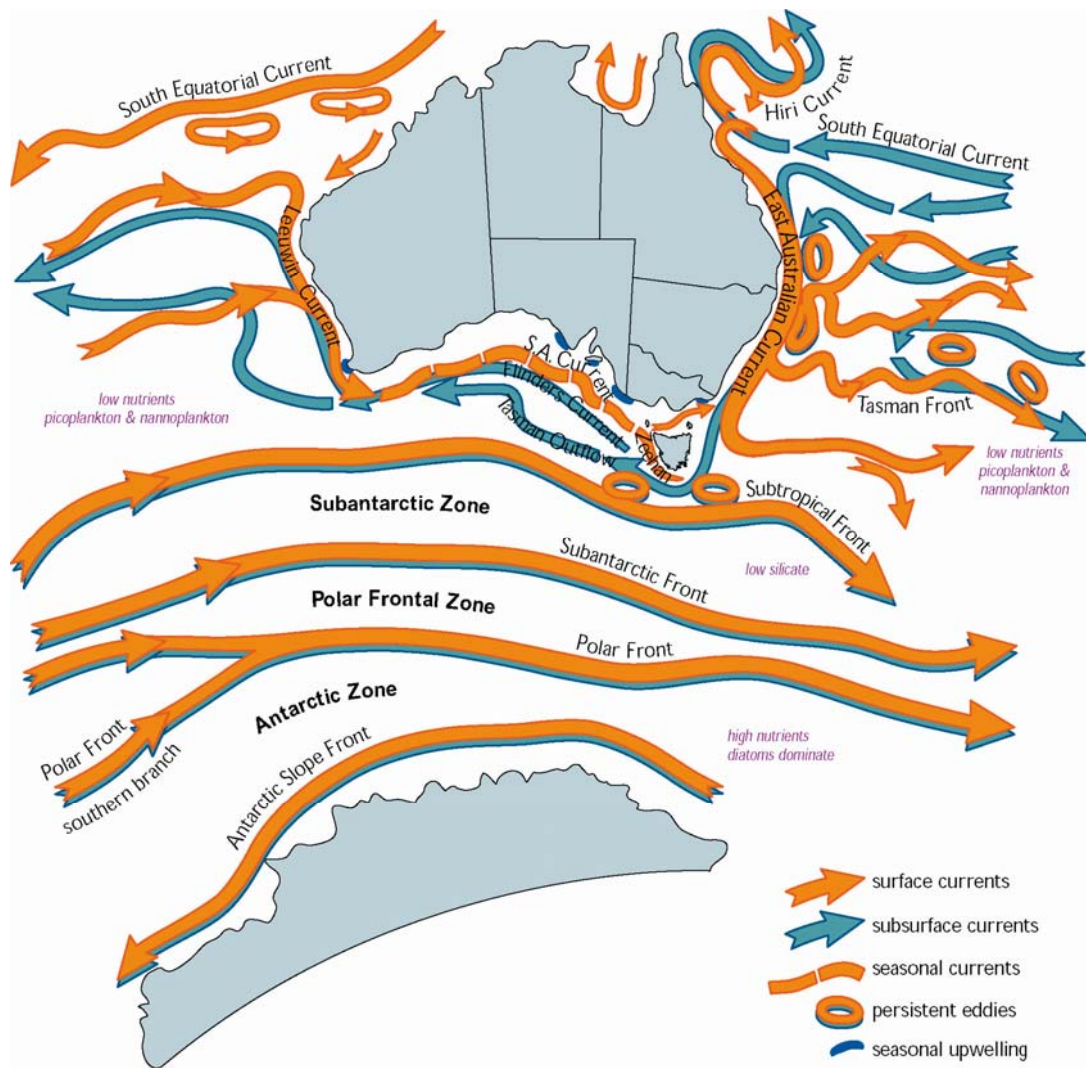 South Equatorial Current
Hiri Current
South Equatorial Current
Leeuwin Current
East Australian Current
S.A. Current
Flinders Current
Tasman Outflow
Zeehan
Tasman Front
low nutrients
picoplankton & nannoplankton
low nutrients
picoplankton &
nannoplankton
Subantarctic Zone
Subtropical Front
Subantarctic Front
low silicate
Polar Frontal Zone
Polar Front
Antarctic Zone
Polar Front
southern branch
Antarctic Slope Front
high nutrients
diatoms dominate
surface currents
subsurface currents
seasonal currents
persistent eddies
seasonal upwelling